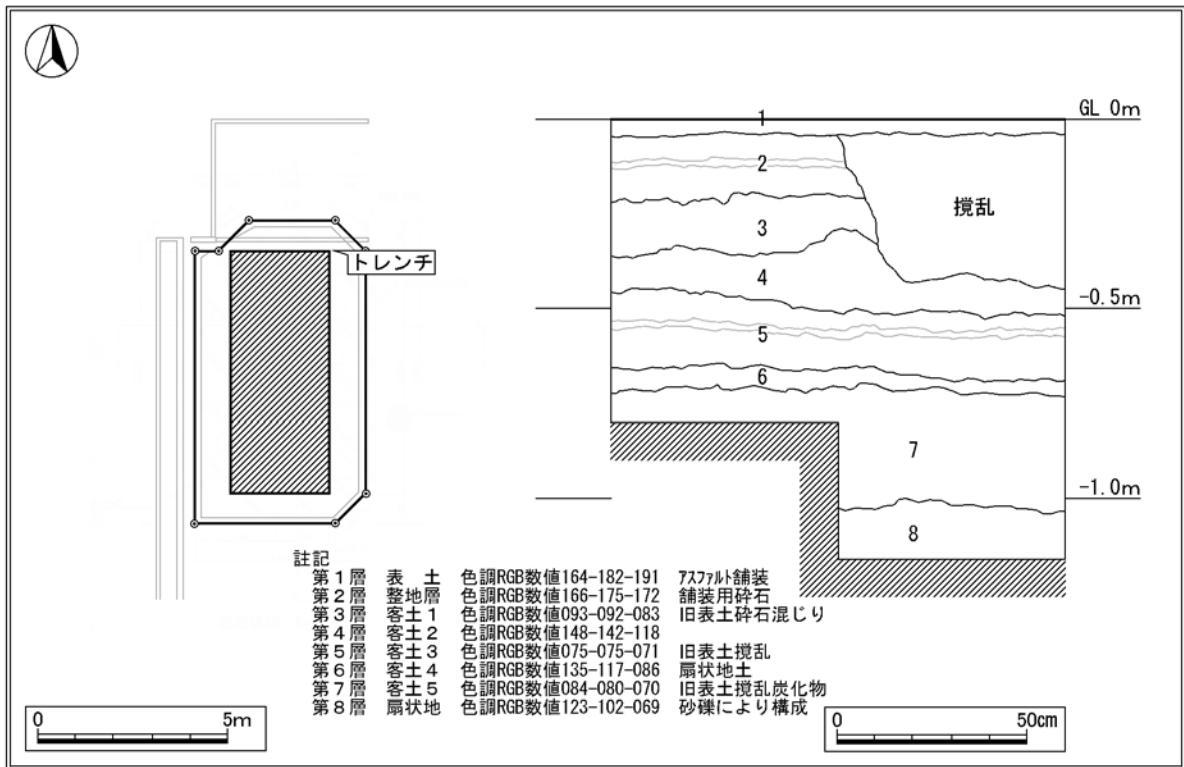 GL 0m
1
2
撹乱
3
トレンチ
4
-0.5m
5
6
7
-1.0m
8
註記
第1層 表 土 色調RGB数値164-182-191 ｱｽﾌｧﾙﾄ舗装
第2層 整地層 色調RGB数値166-175-172 舗装用砕石
第3層 客土1 色調RGB数値093-092-083 旧表土砕石混じり
第4層 客土2 色調RGB数値148-142-118
第5層 客土3 色調RGB数値075-075-071 旧表土撹乱
第6層 客土4 色調RGB数値135-117-086 扇状地土
第7層 客土5 色調RGB数値084-080-070 旧表土撹乱炭化物
第8層 扇状地 色調RGB数値123-102-069 砂礫により構成
0 5m
0 50cm